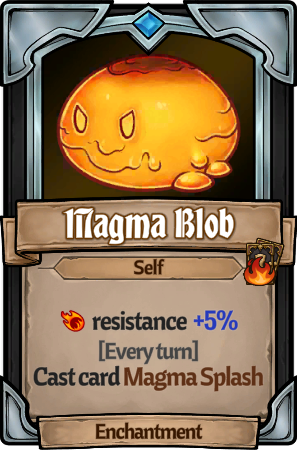 Magma Blob
Self
resistance +5%
[Every turn]
Cast card Magma Splash
Enchantment